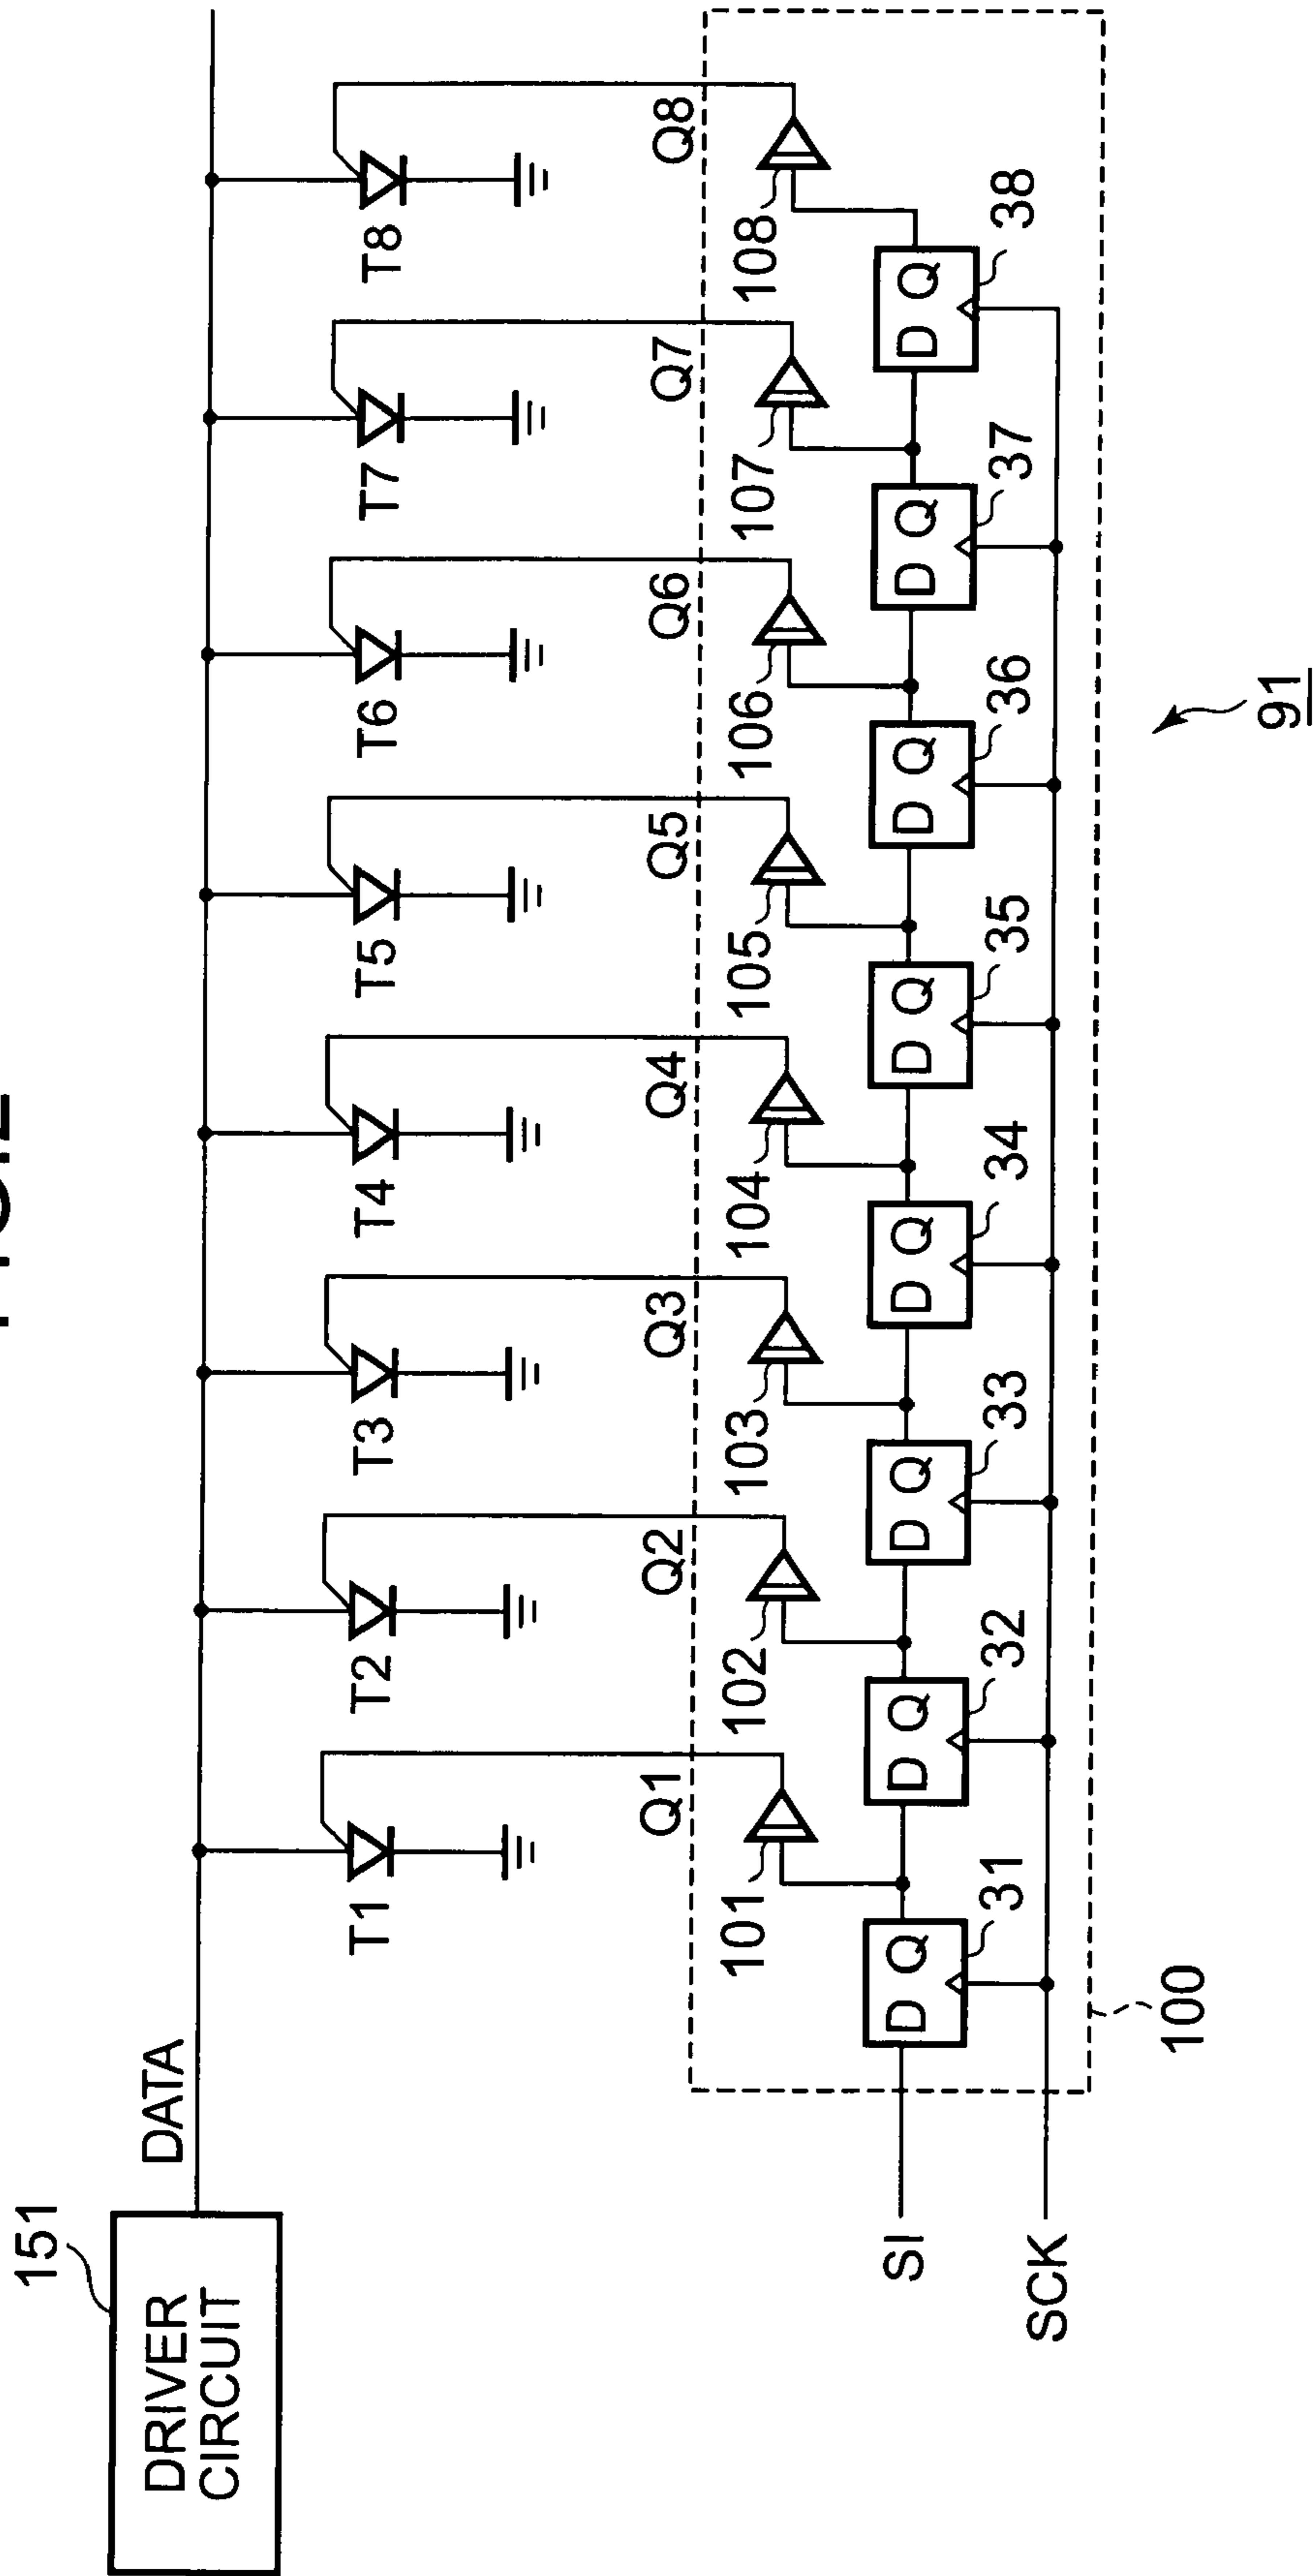 151
DRIVER
CIRCUIT
DATA
T1
T2
T3
T4
T5
T6
T7
T8
Q1
Q2
Q3
Q4
Q5
Q6
Q7
Q8
101
102
103
104
105
106
107
108
SI
D Q
D Q
D Q
D Q
D Q
D Q
D Q
D Q
31
32
33
34
35
36
37
38
SCK
100
91